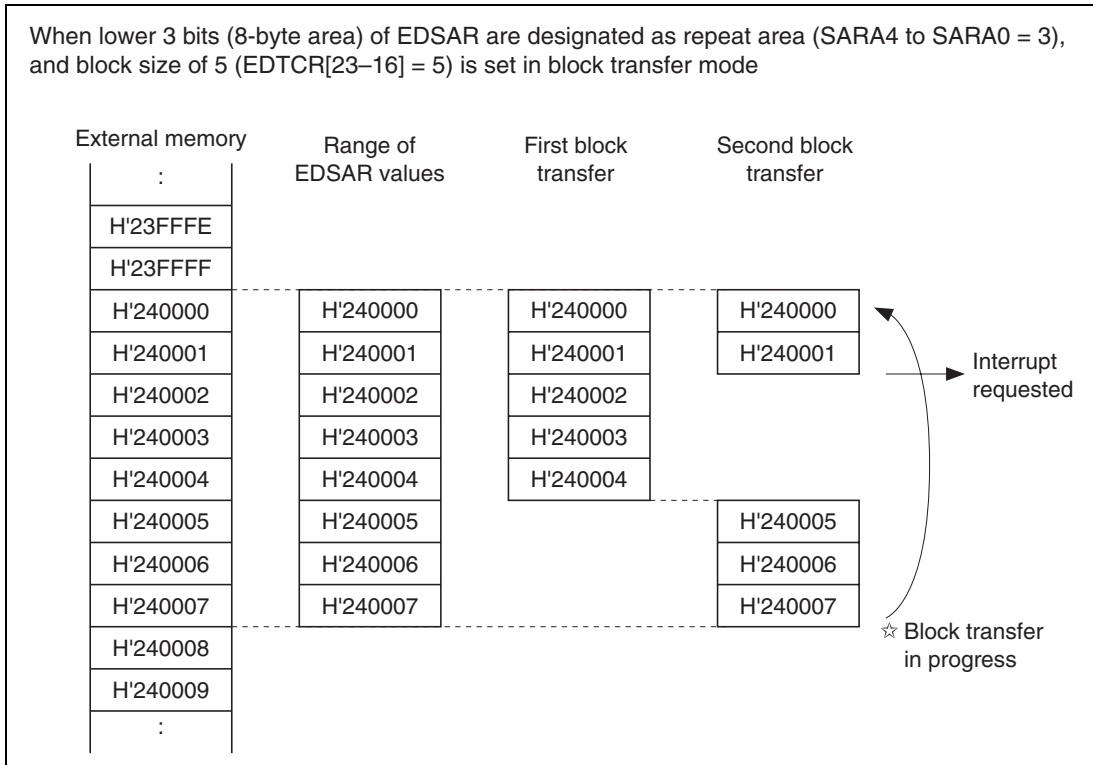 When lower 3 bits (8-byte area) of EDSAR are designated as repeat area (SARA4 to SARA0 = 3),
and block size of 5 (EDTCR[23–16] = 5) is set in block transfer mode
External memory
:
H'23FFFE
H'23FFFF
H'240000
H'240001
H'240002
H'240003
H'240004
H'240005
H'240006
H'240007
H'240008
H'240009
:
Range of
EDSAR values
H'240000
H'240001
H'240002
H'240003
H'240004
H'240005
H'240006
H'240007
First block
transfer
H'240000
H'240001
H'240002
H'240003
H'240004
Second block
transfer
H'240000
H'240001
H'240005
H'240006
H'240007
Interrupt
requested
☆ Block transfer
in progress